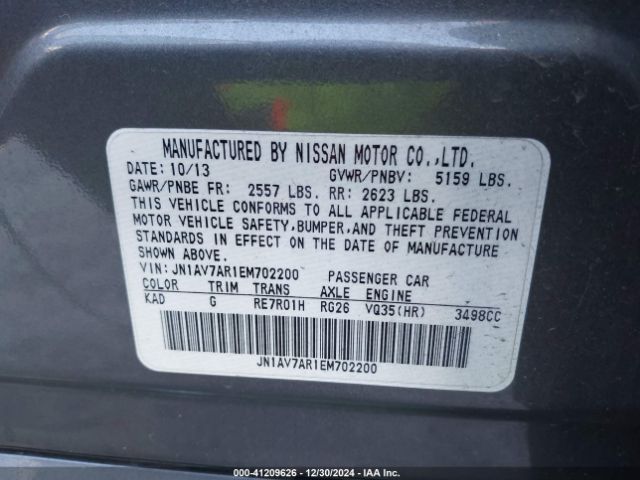 MANUFACTURED BY NISSAN MOTOR CO.,LTD.
DATE: 10/13 GVWR/PNBV: 5159 LBS.
GAWR/PNBE FR: 2557 LBS. RR: 2623 LBS.
THIS VEHICLE CONFORMS TO ALL APPLICABLE FEDERAL
MOTOR VEHICLE SAFETY,BUMPER,AND THEFT PREVENTION
STANDARDS IN EFFECT ON THE DATE OF MANUFACTURE
SHOWN ABOVE.
VIN: JN1AV7AR1EM702200 PASSENGER CAR
COLOR TRIM TRANS AXLE ENGINE
KAD G RE7R01H RG26 VQ35(HR) 3498CC
JN1AV7AR1EM702200
000-41209626 - 12/30/2024 - IAAI.COM